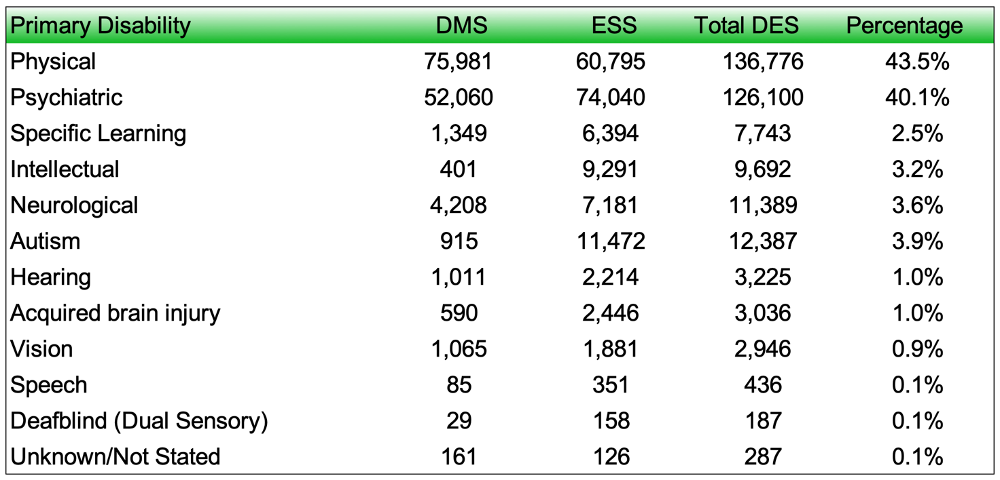 Primary Disability DMS ESS Total DES Percentage
Physical 75,981 60,795 136,776 43.5%
Psychiatric 52,060 74,040 126,100 40.1%
Specific Learning 1,349 6,394 7,743 2.5%
Intellectual 401 9,291 9,692 3.2%
Neurological 4,208 7,181 11,389 3.6%
Autism 915 11,472 12,387 3.9%
Hearing 1,011 2,214 3,225 1.0%
Acquired brain injury 590 2,446 3,036 1.0%
Vision 1,065 1,881 2,946 0.9%
Speech 85 351 436 0.1%
Deafblind (Dual Sensory) 29 158 187 0.1%
Unknown/Not Stated 161 126 287 0.1%